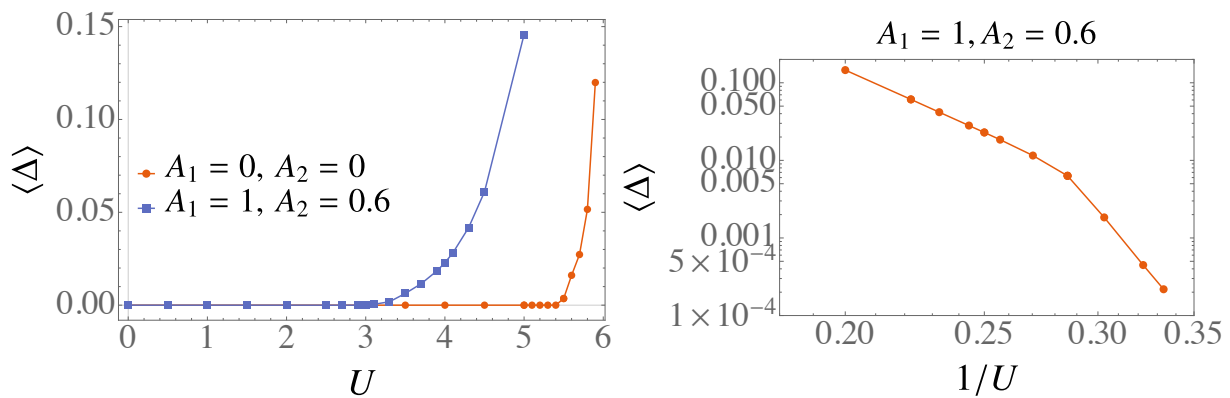 0.15
0.10
0.05
0.00
⟨Δ⟩
A₁ = 0, A₂ = 0
A₁ = 1, A₂ = 0.6
0 1 2 3 4 5 6
U
A₁ = 1, A₂ = 0.6
0.100
0.050
0.010
0.005
0.001
5 × 10⁻⁴
1 × 10⁻⁴
⟨Δ⟩
0.20 0.25 0.30 0.35
1/U